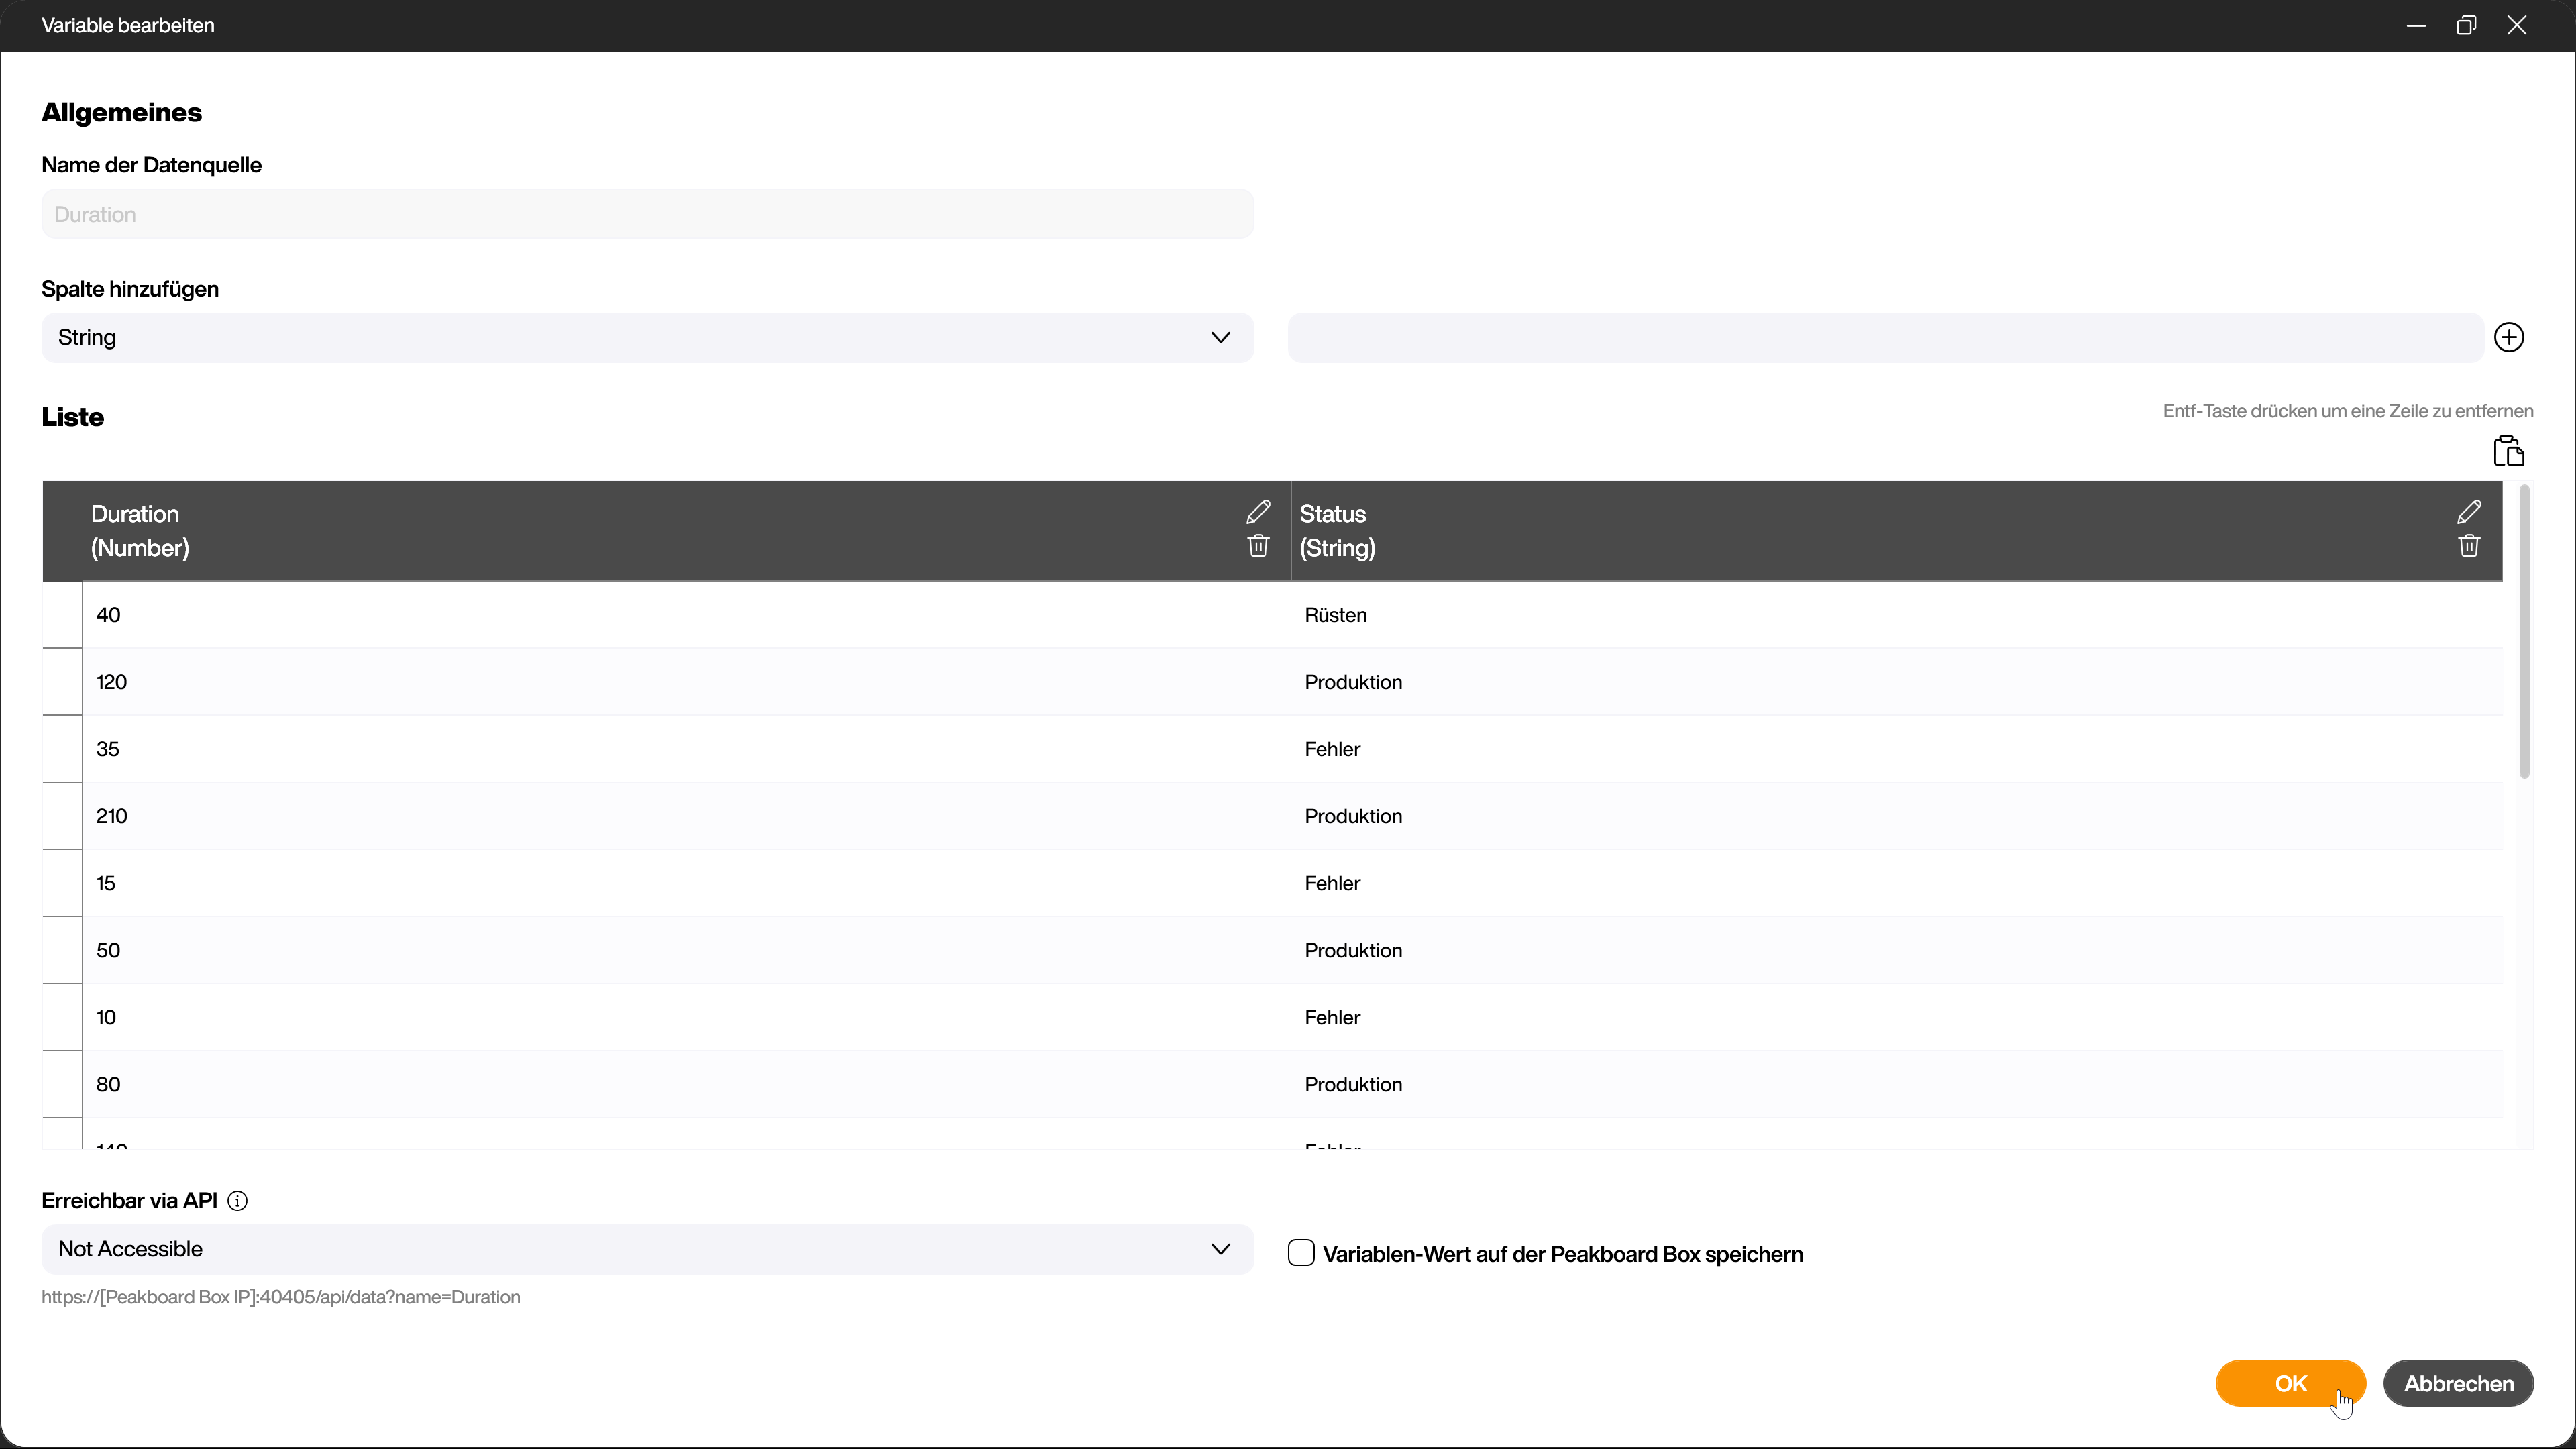 Variable bearbeiten
Allgemeines
Name der Datenquelle
Duration
Spalte hinzufügen
String
Liste
Entf-Taste drücken um eine Zeile zu entfernen
Duration
(Number)
Status
(String)
40 Rüsten
120 Produktion
35 Fehler
210 Produktion
15 Fehler
50 Produktion
10 Fehler
80 Produktion
Erreichbar via API
Not Accessible
Variablen-Wert auf der Peakboard Box speichern
https://[Peakboard Box IP]:40405/api/data?name=Duration
OK
Abbrechen